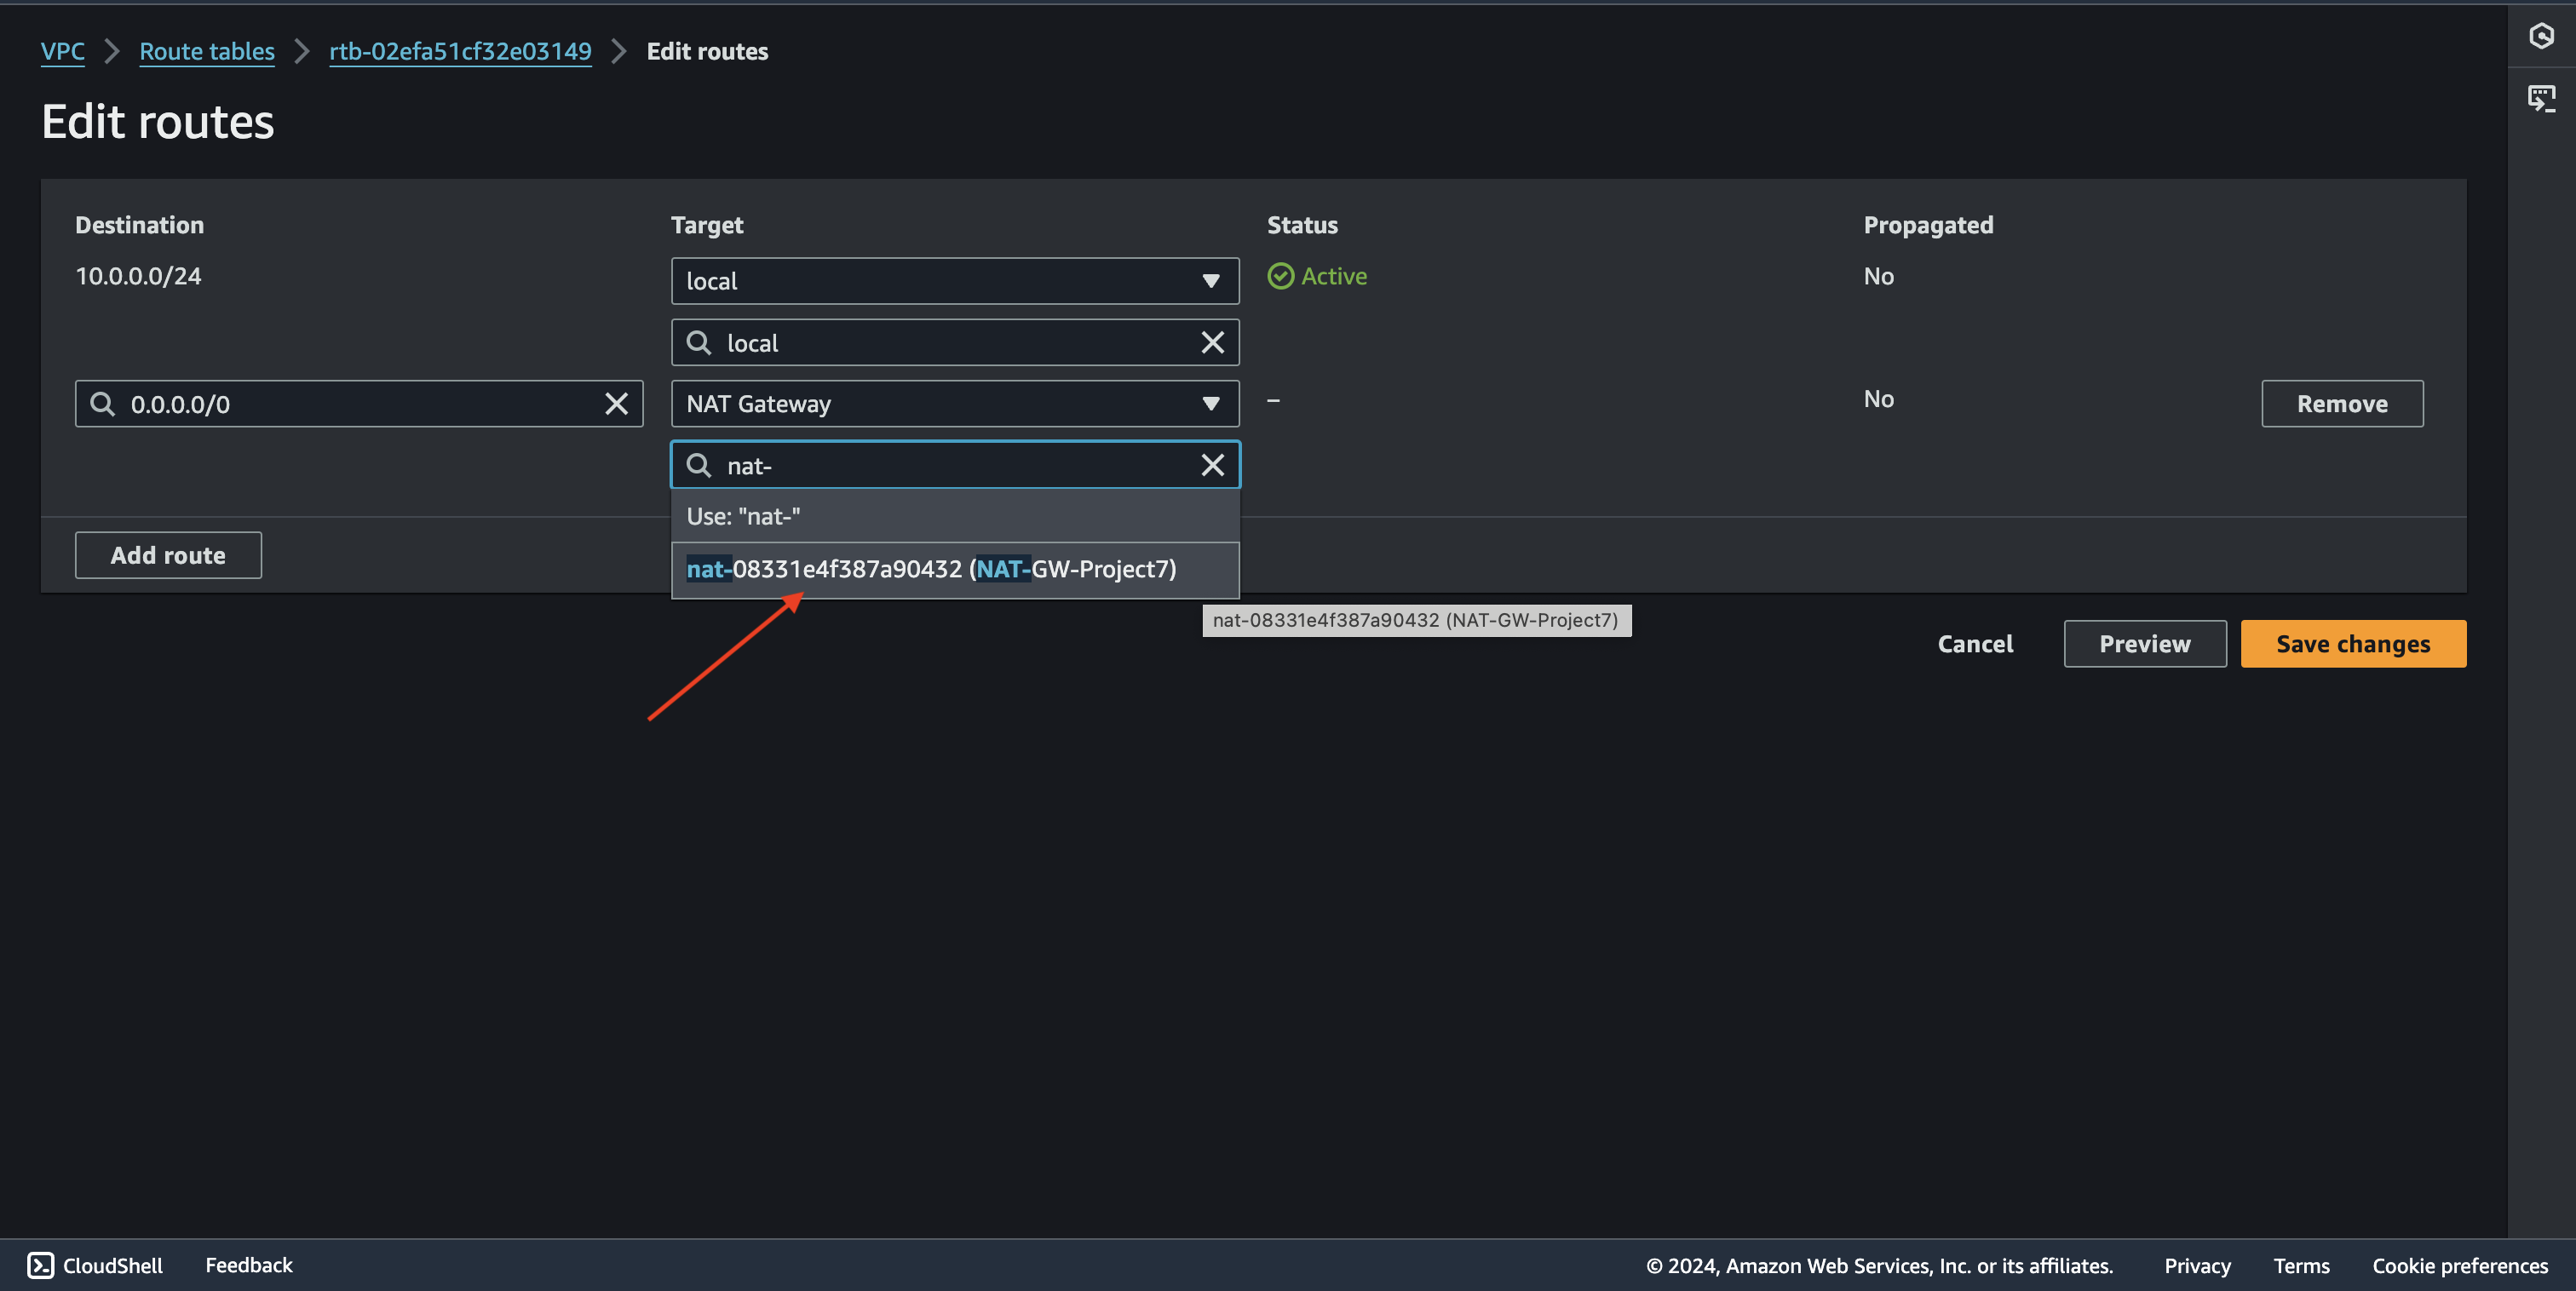 VPC > Route tables > rtb-02efa51cf32e03149 > Edit routes
Edit routes
Destination Target Status Propagated
10.0.0.0/24 local Active No
local
0.0.0.0/0 NAT Gateway – No Remove
nat-
Use: "nat-"
Add route nat-08331e4f387a90432 (NAT-GW-Project7)
nat-08331e4f387a90432 (NAT-GW-Project7)
Cancel Preview Save changes
CloudShell Feedback © 2024, Amazon Web Services, Inc. or its affiliates. Privacy Terms Cookie preferences